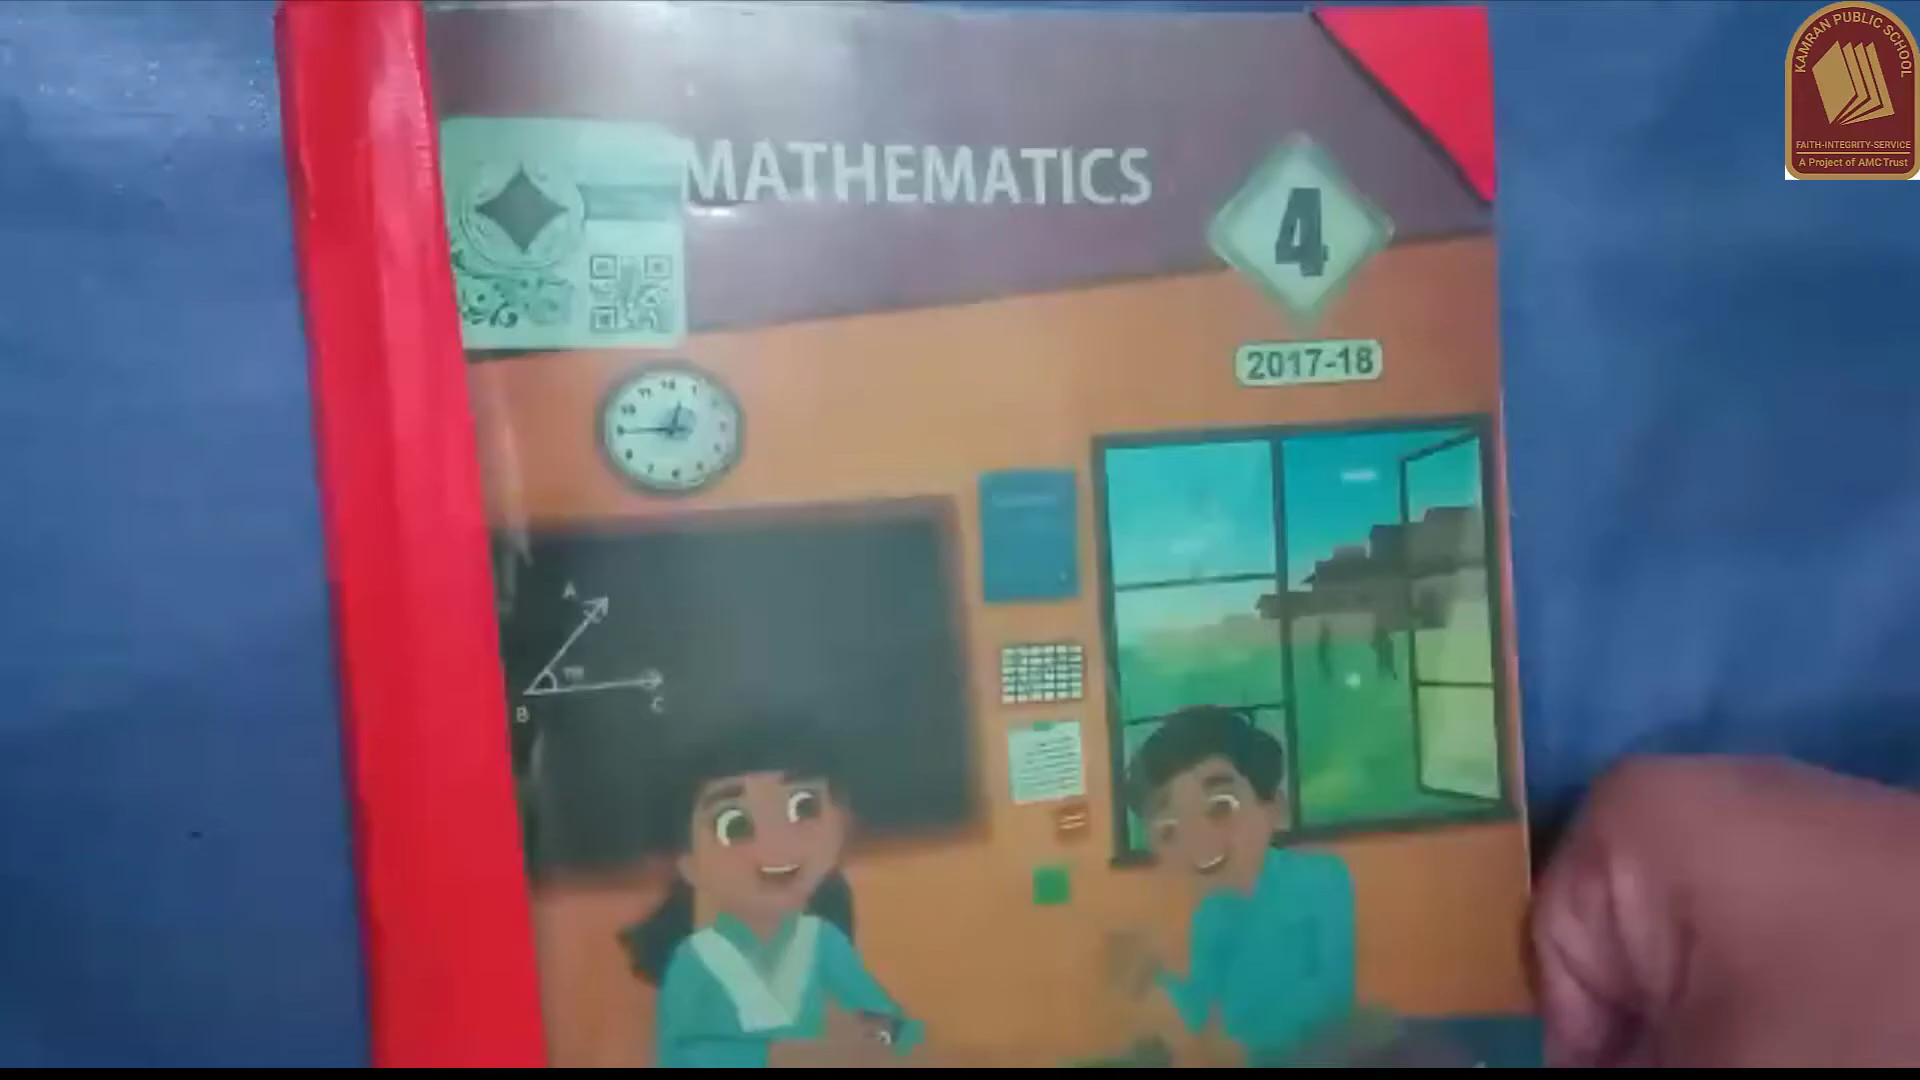 MATHEMATICS
4
2017-18
A
B
C
KAMRAN PUBLIC SCHOOL
FAITH-INTEGRITY-SERVICE
A Project of AMC Trust